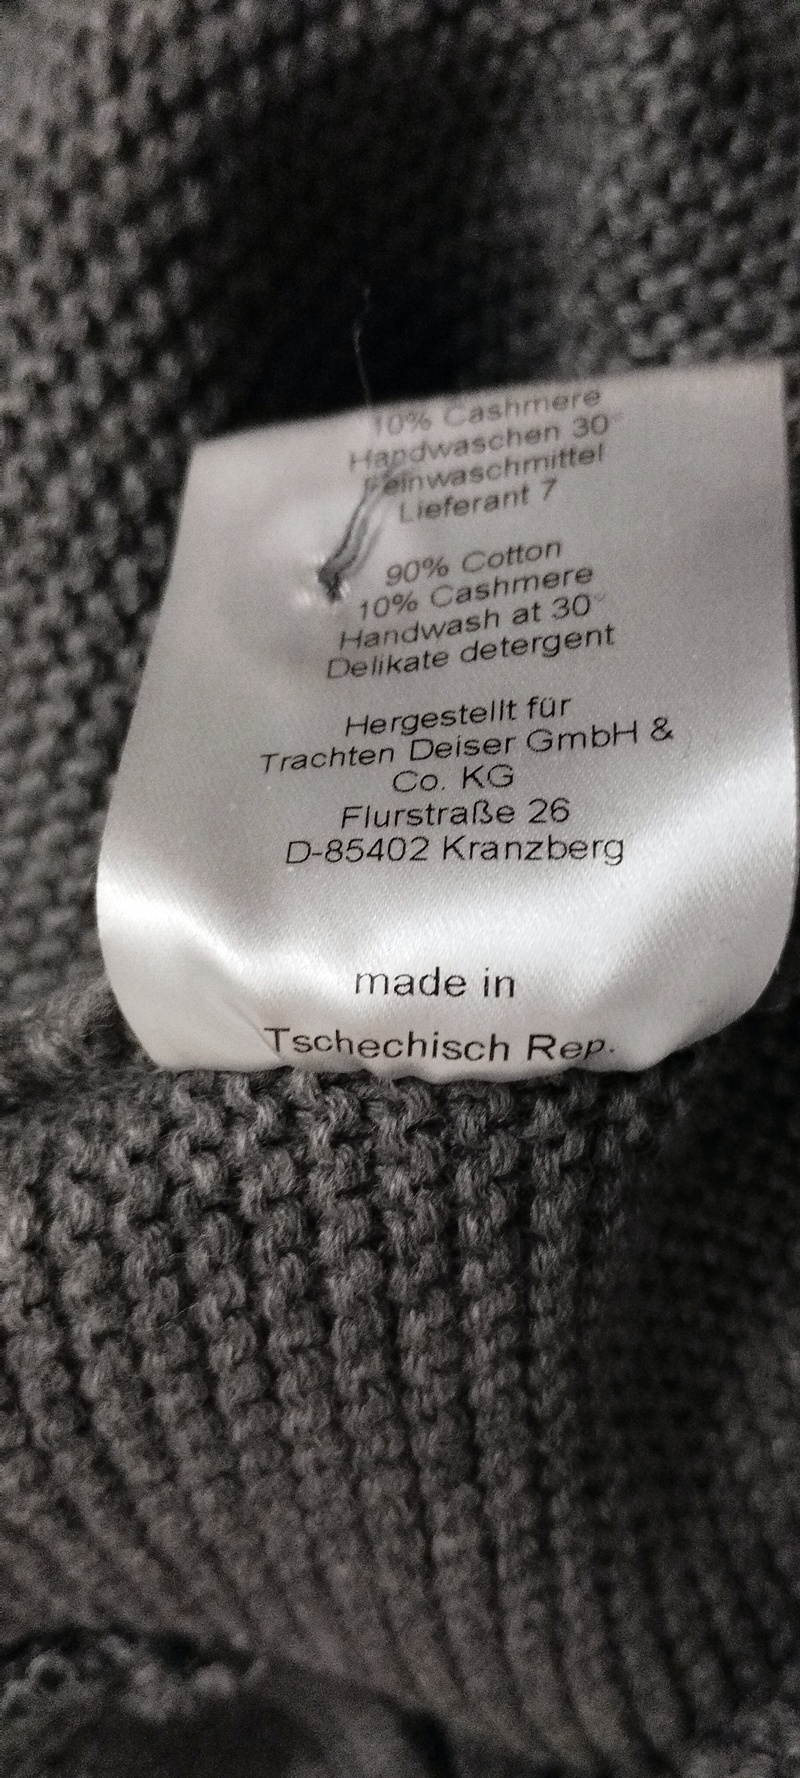 10% Cashmere
Handwaschen 30°
Feinwaschmittel
Lieferant 7
90% Cotton
10% Cashmere
Handwash at 30°
Delikate detergent
Hergestellt für
Trachten Deiser GmbH &
Co. KG
Flurstraße 26
D-85402 Kranzberg
made in
Tschechisch Rep.